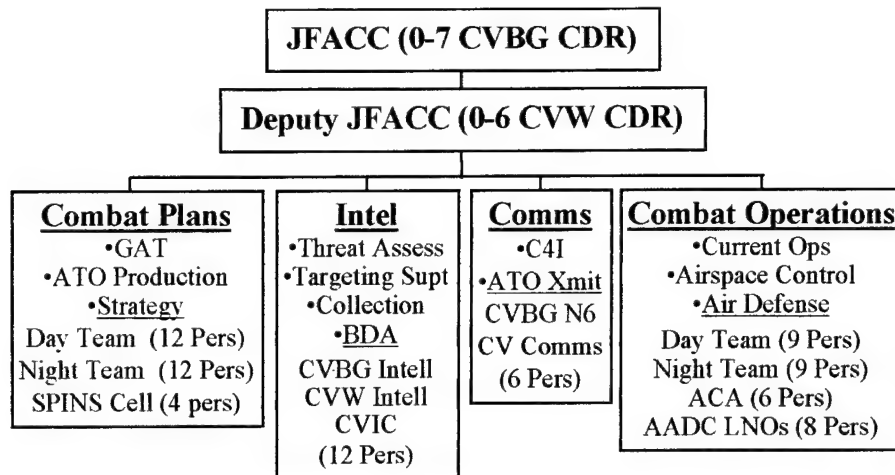 JFACC (0-7 CVBG CDR)
Deputy JFACC (0-6 CVW CDR)
Combat Plans
•GAT
•ATO Production
•Strategy
Day Team (12 Pers)
Night Team (12 Pers)
SPINS Cell (4 pers)
Intel
•Threat Assess
•Targeting Supt
•Collection
•BDA
CVBG Intell
CVW Intell
CVIC
(12 Pers)
Comms
•C4I
•ATO Xmit
CVBG N6
CV Comms
(6 Pers)
Combat Operations
•Current Ops
•Airspace Control
•Air Defense
Day Team (9 Pers)
Night Team (9 Pers)
ACA (6 Pers)
AADC LNOs (8 Pers)